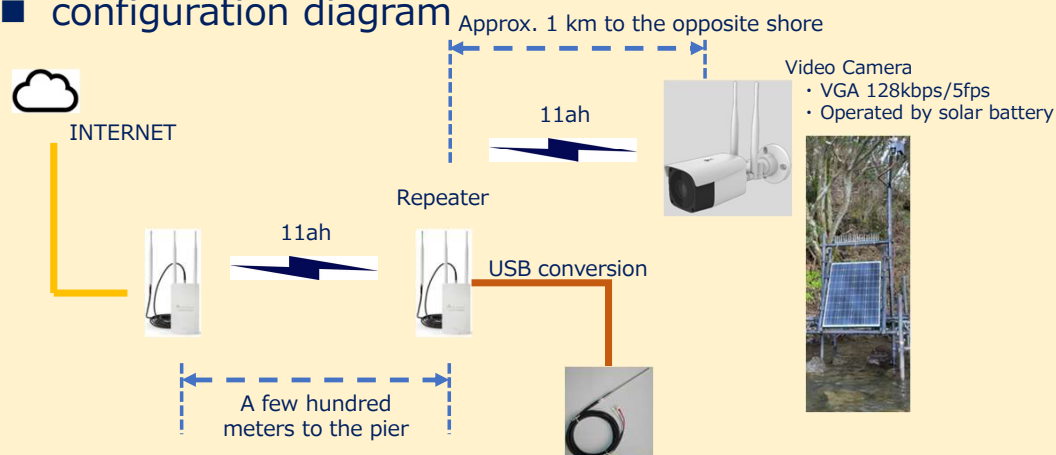 ■ configuration diagram
Approx. 1 km to the opposite shore
Video Camera
・VGA 128kbps/5fps
・Operated by solar battery
INTERNET
11ah
Repeater
11ah
USB conversion
A few hundred
meters to the pier